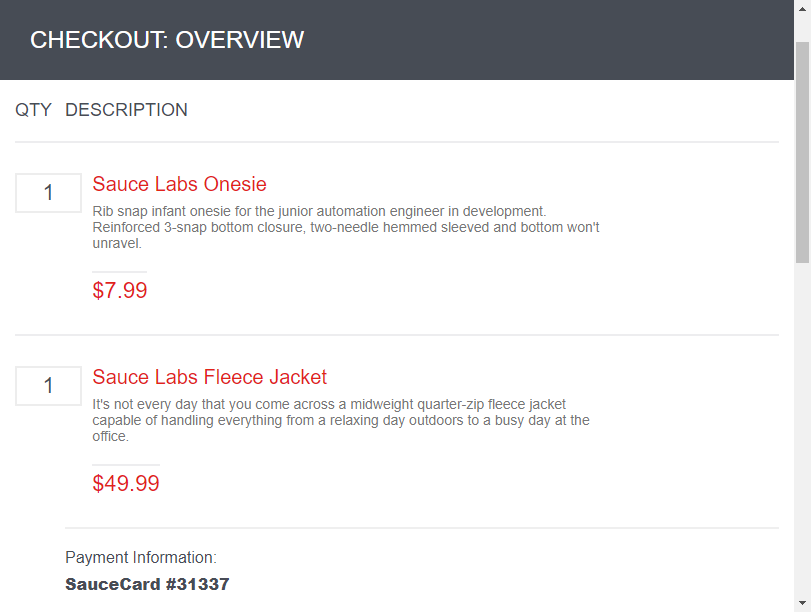 CHECKOUT: OVERVIEW
QTY DESCRIPTION
1 Sauce Labs Onesie
Rib snap infant onesie for the junior automation engineer in development.
Reinforced 3-snap bottom closure, two-needle hemmed sleeved and bottom won't
unravel.
$7.99
1 Sauce Labs Fleece Jacket
It's not every day that you come across a midweight quarter-zip fleece jacket
capable of handling everything from a relaxing day outdoors to a busy day at the
office.
$49.99
Payment Information:
SauceCard #31337